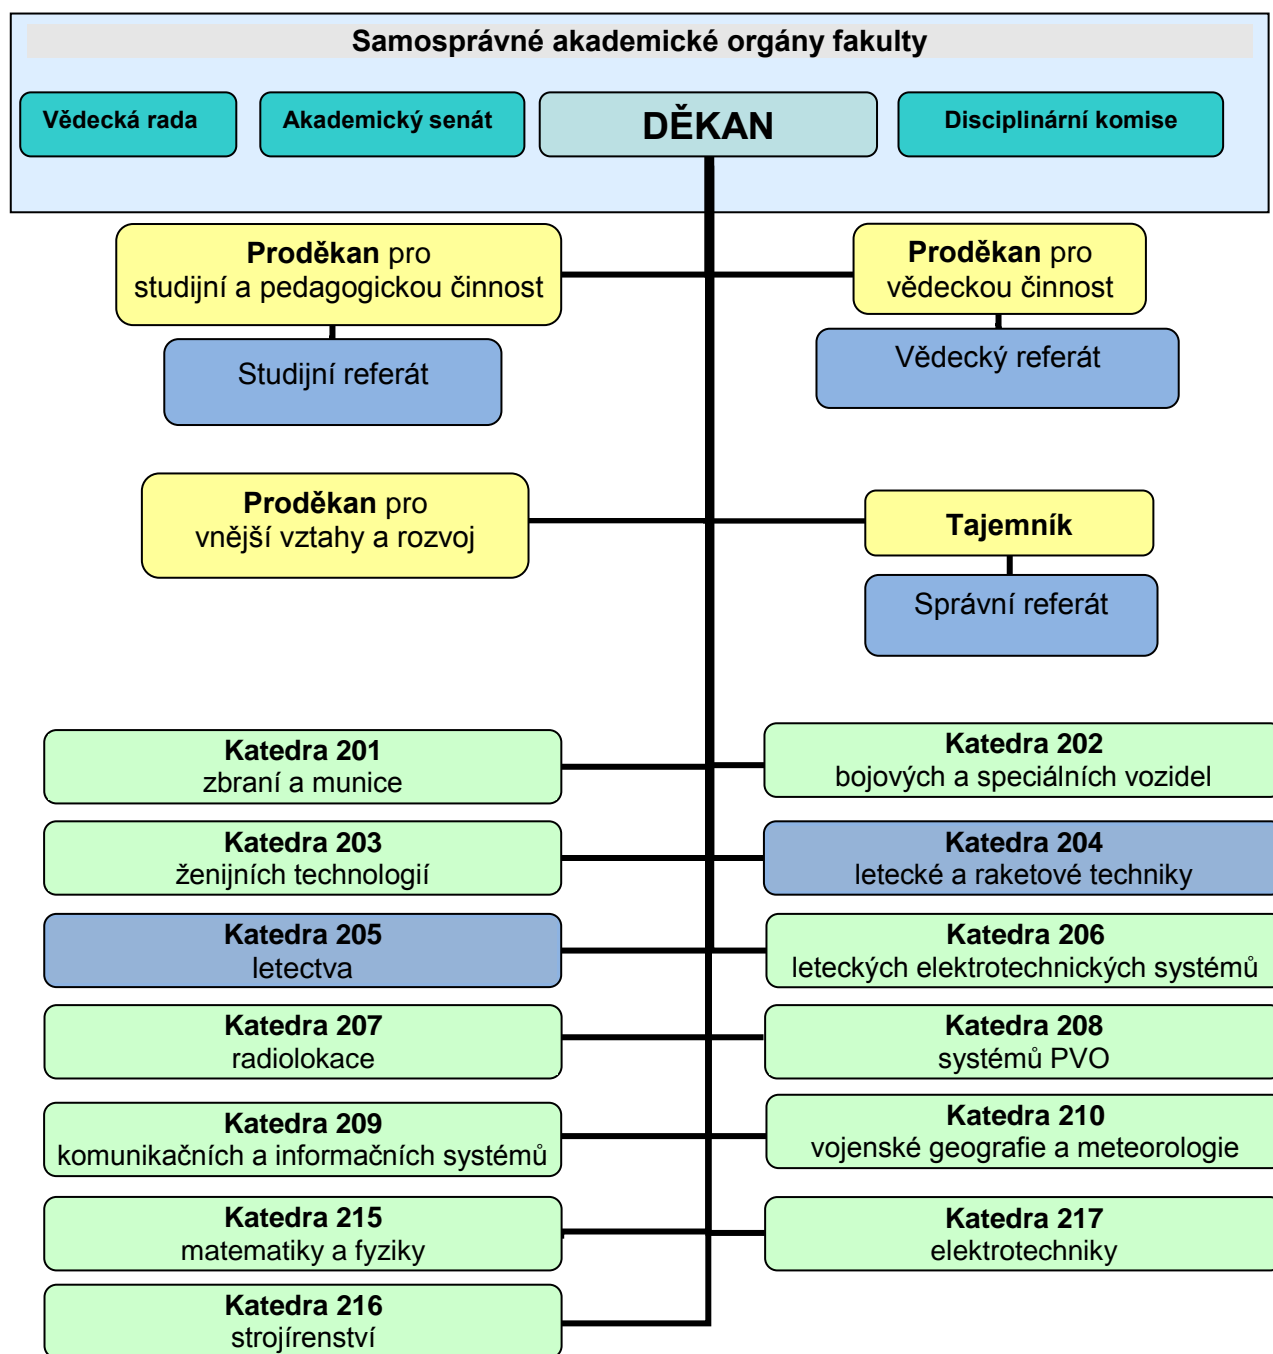 Samosprávné akademické orgány fakulty
Vědecká rada
Akademický senát
DĚKAN
Disciplinární komise
Proděkan pro
studijní a pedagogickou činnost
Proděkan pro
vědeckou činnost
Studijní referát
Vědecký referát
Proděkan pro
vnější vztahy a rozvoj
Tajemník
Správní referát
Katedra 201
zbraní a munice
Katedra 202
bojových a speciálních vozidel
Katedra 203
ženijních technologií
Katedra 204
letecké a raketové techniky
Katedra 205
letectva
Katedra 206
leteckých elektrotechnických systémů
Katedra 207
radiolokace
Katedra 208
systémů PVO
Katedra 209
komunikačních a informačních systémů
Katedra 210
vojenské geografie a meteorologie
Katedra 215
matematiky a fyziky
Katedra 217
elektrotechniky
Katedra 216
strojírenství